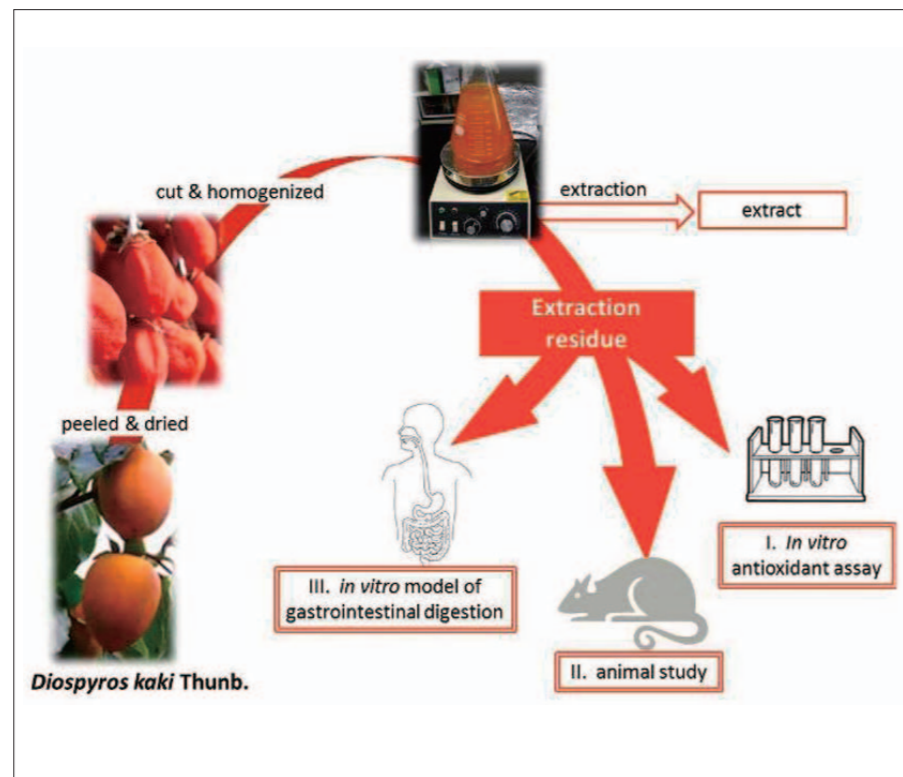 cut & homogenized
extraction
extract
Extraction
residue
peeled & dried
I. In vitro
antioxidant assay
III. in vitro model of
gastrointestinal digestion
II. animal study
Diospyros kaki Thunb.